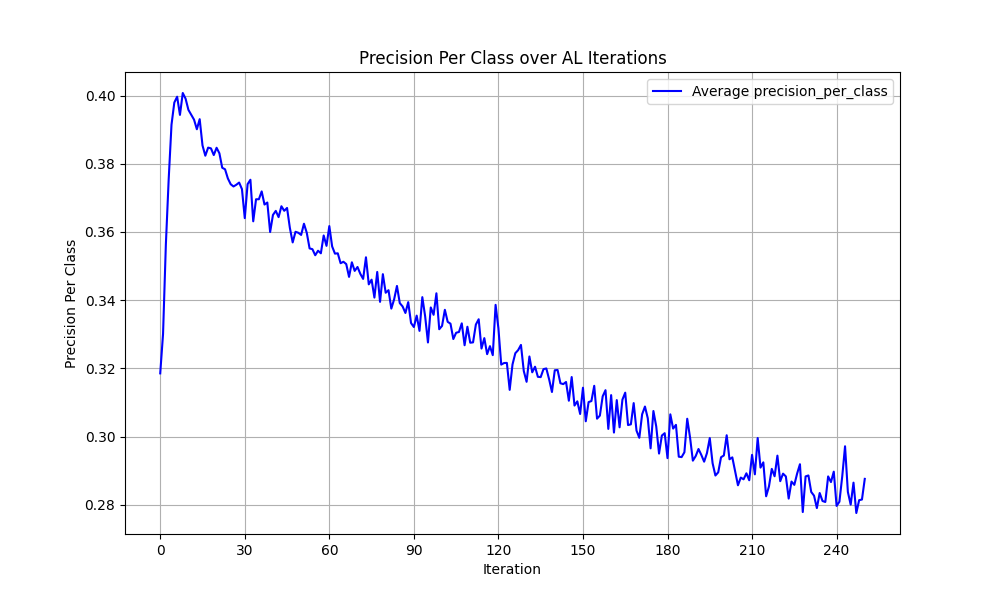 Precision Per Class over AL Iterations
Average precision_per_class
Precision Per Class
0.40
0.38
0.36
0.34
0.32
0.30
0.28
0 30 60 90 120 150 180 210 240
Iteration